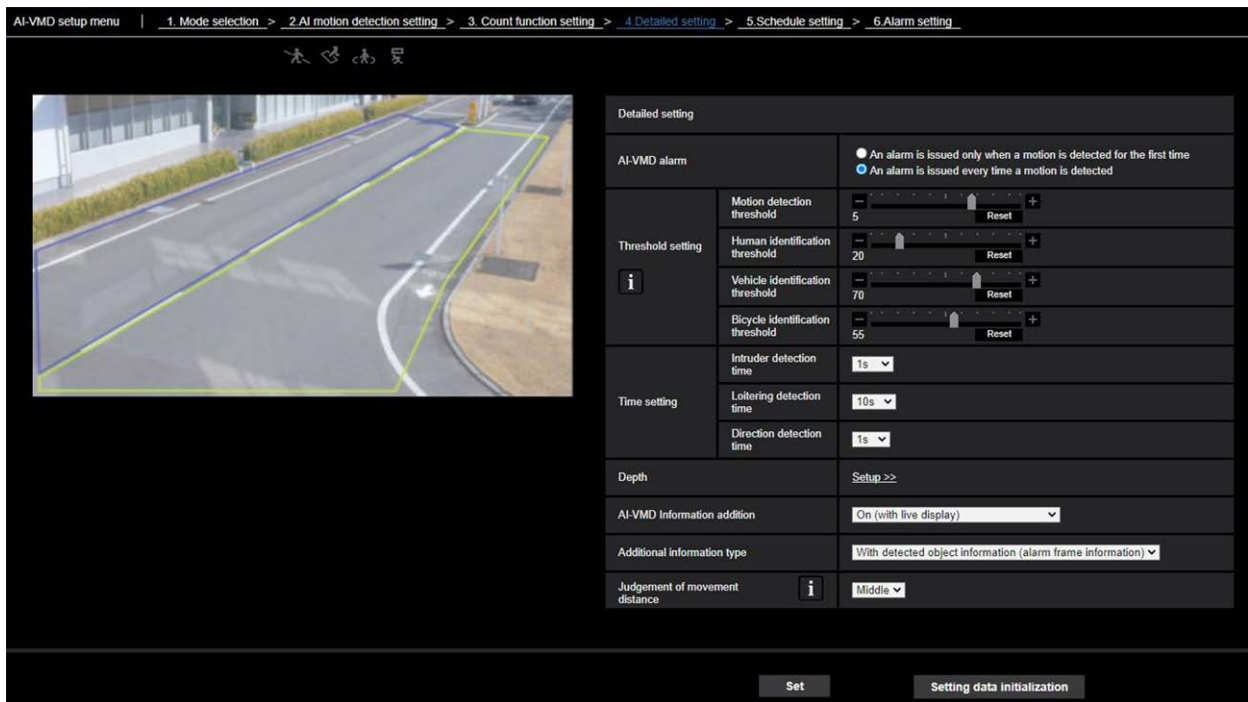 AI-VMD setup menu | 1. Mode selection > 2.AI motion detection setting > 3. Count function setting > 4.Detailed setting > 5.Schedule setting > 6.Alarm setting
Detailed setting
AI-VMD alarm
An alarm is issued only when a motion is detected for the first time
An alarm is issued every time a motion is detected
Threshold setting
i
Motion detection
threshold
5
Reset
Human identification
threshold
20
Reset
Vehicle identification
threshold
70
Reset
Bicycle identification
threshold
55
Reset
Time setting
Intruder detection
time
1s
Loitering detection
time
10s
Direction detection
time
1s
Depth
Setup >>
AI-VMD Information addition
On (with live display)
Additional information type
With detected object information (alarm frame information)
Judgement of movement
distance
i
Middle
Set
Setting data initialization